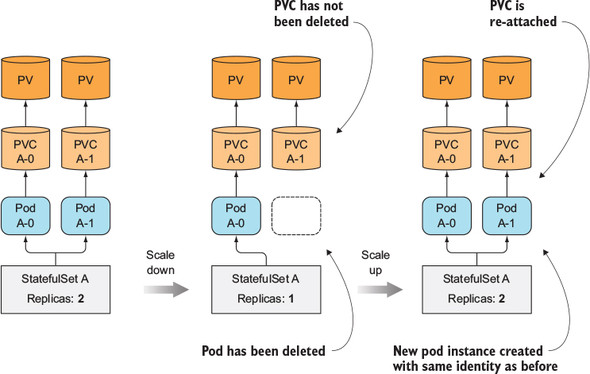 PVC has not
been deleted
PVC is
re-attached
PV
PV
PV
PV
PV
PV
PVC
A-0
PVC
A-1
PVC
A-0
PVC
A-1
PVC
A-0
PVC
A-1
Pod
A-0
Pod
A-1
Pod
A-0
Pod
A-0
Pod
A-1
StatefulSet A
Replicas: 2
Scale
down
StatefulSet A
Replicas: 1
Scale
up
StatefulSet A
Replicas: 2
Pod has been deleted
New pod instance created
with same identity as before